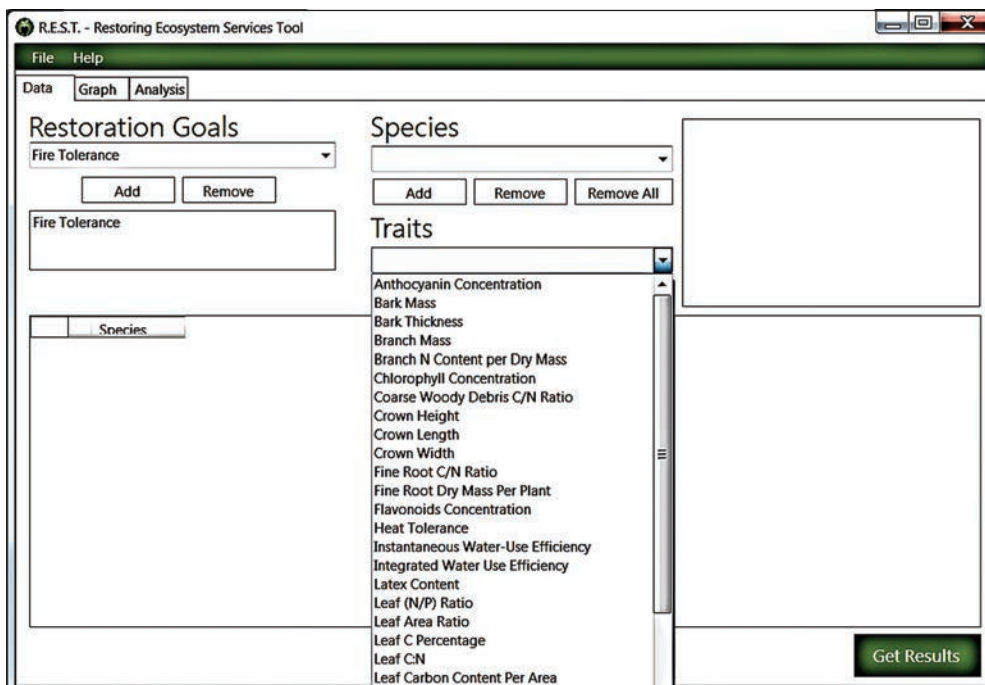 R.E.S.T. - Restoring Ecosystem Services Tool
File Help
Data Graph Analysis
Restoration Goals
Fire Tolerance
Add Remove
Fire Tolerance
Species
Add Remove Remove All
Traits
Anthocyanin Concentration
Bark Mass
Bark Thickness
Branch Mass
Branch N Content per Dry Mass
Chlorophyll Concentration
Coarse Woody Debris C/N Ratio
Crown Height
Crown Length
Crown Width
Fine Root C/N Ratio
Fine Root Dry Mass Per Plant
Flavonoids Concentration
Heat Tolerance
Instantaneous Water-Use Efficiency
Integrated Water Use Efficiency
Latex Content
Leaf (N/P) Ratio
Leaf Area Ratio
Leaf C Percentage
Leaf C:N
Leaf Carbon Content Per Area
Species
Get Results